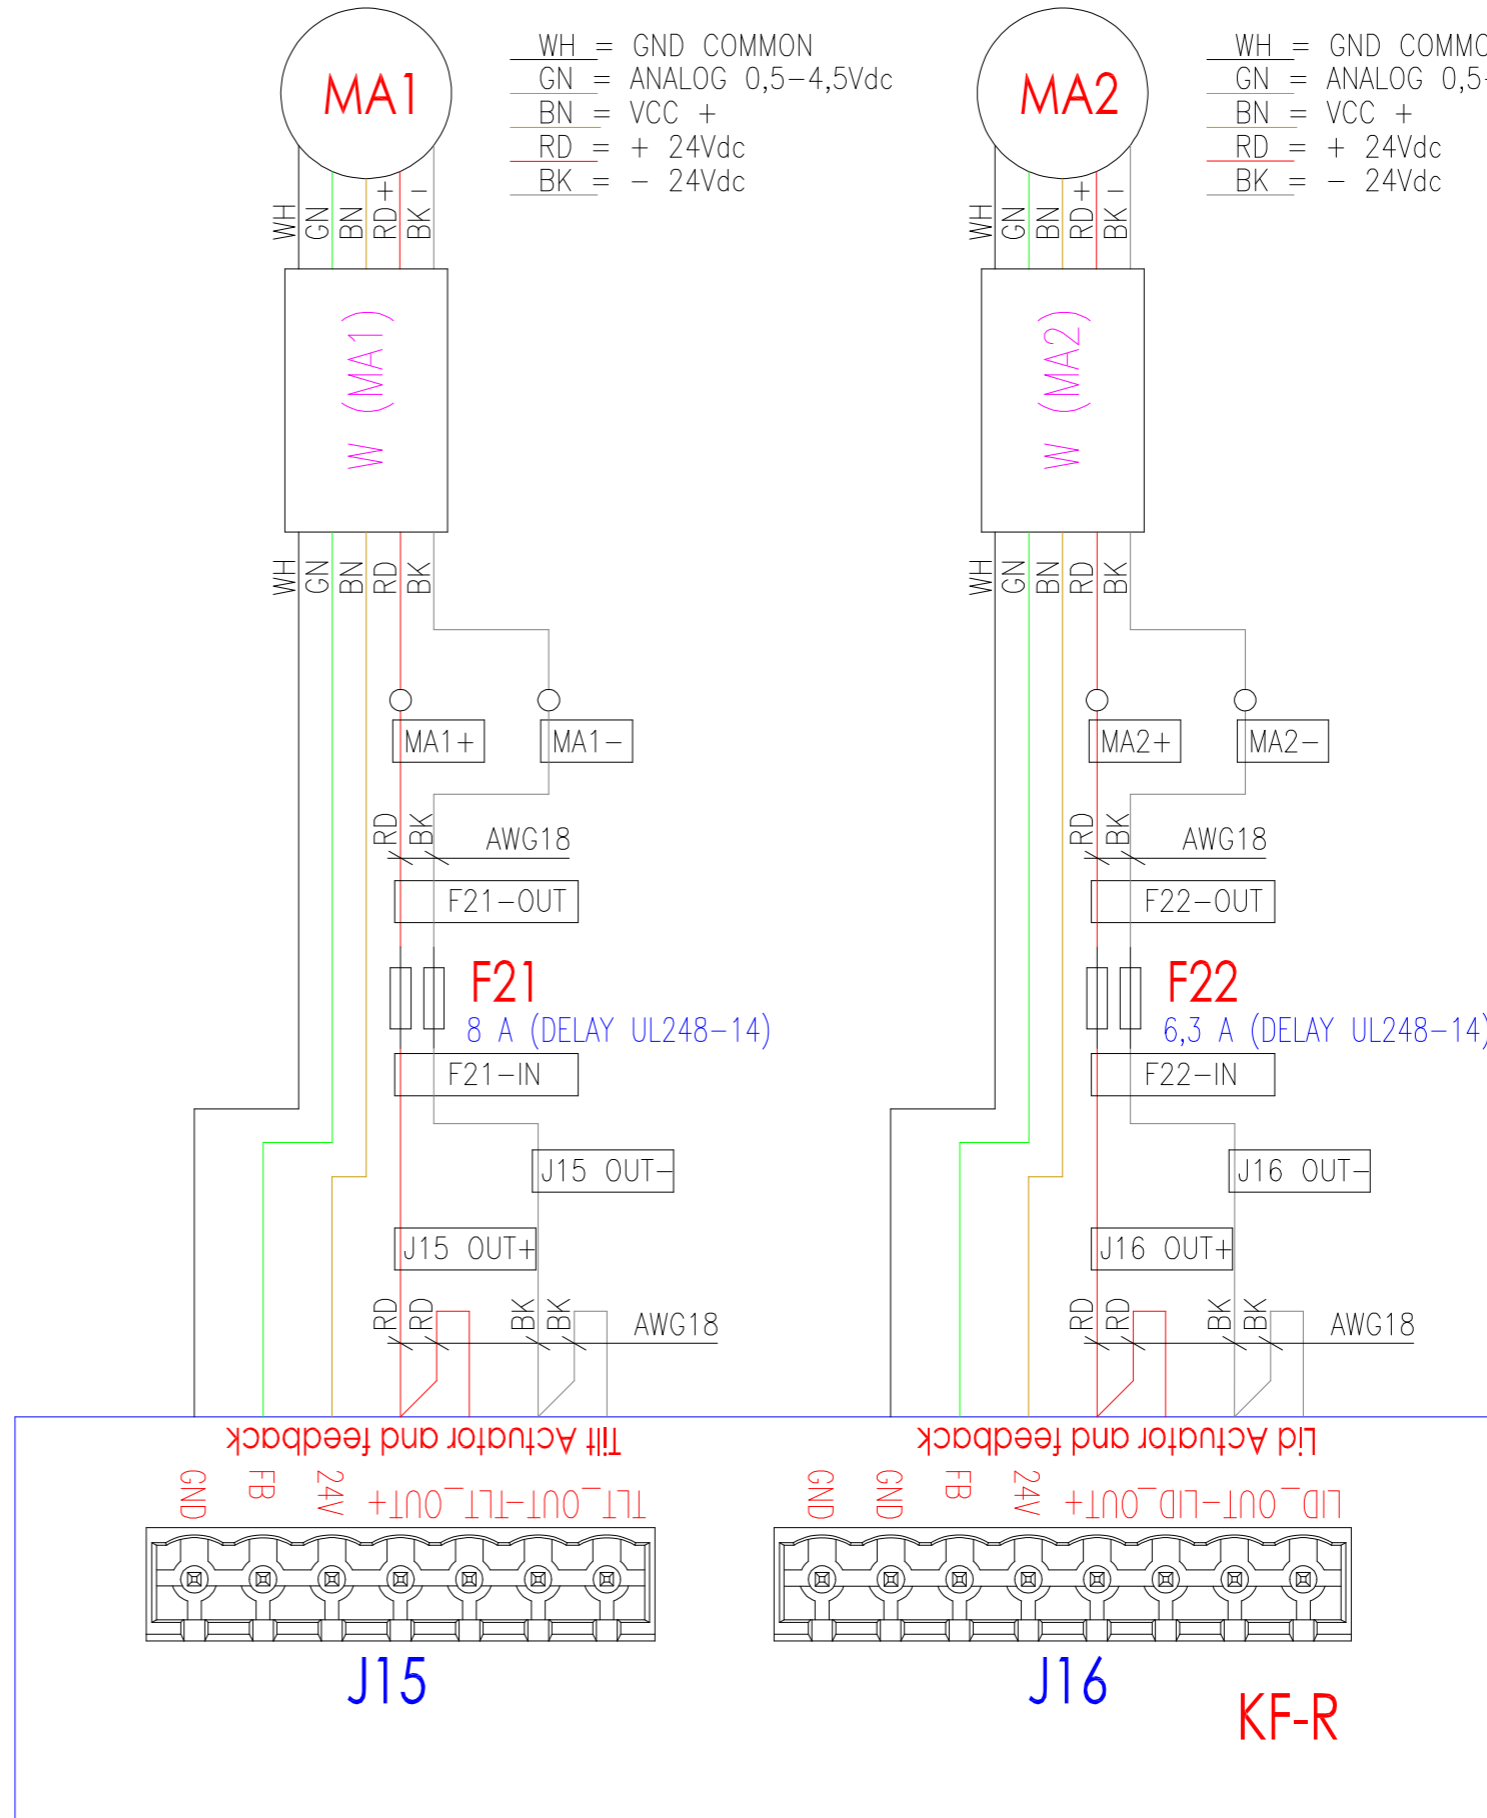 MA1
WH = GND COMMON
GN = ANALOG 0,5-4,5Vdc
BN = VCC +
RD = + 24Vdc
BK = - 24Vdc
WH GN BN RD+ BK-
W (MA1)
WH GN BN RD BK
MA1+ MA1-
RD BK AWG18
F21-OUT
F21
8 A (DELAY UL248-14)
F21-IN
J15 OUT-
J15 OUT+
RD RD BK BK AWG18
Tilt Actuator and feedback
GND FB 24V TLT_OUT+ TLT_OUT-
J15
MA2
WH = GND COMMO
GN = ANALOG 0,5-
BN = VCC +
RD = + 24Vdc
BK = - 24Vdc
WH GN BN RD+ BK-
W (MA2)
WH GN BN RD BK
MA2+ MA2-
RD BK AWG18
F22-OUT
F22
6,3 A (DELAY UL248-14)
F22-IN
J16 OUT-
J16 OUT+
RD RD BK BK AWG18
Lid Actuator and feedback
GND GND FB 24V LID_OUT+ LID_OUT-
J16
KF-R